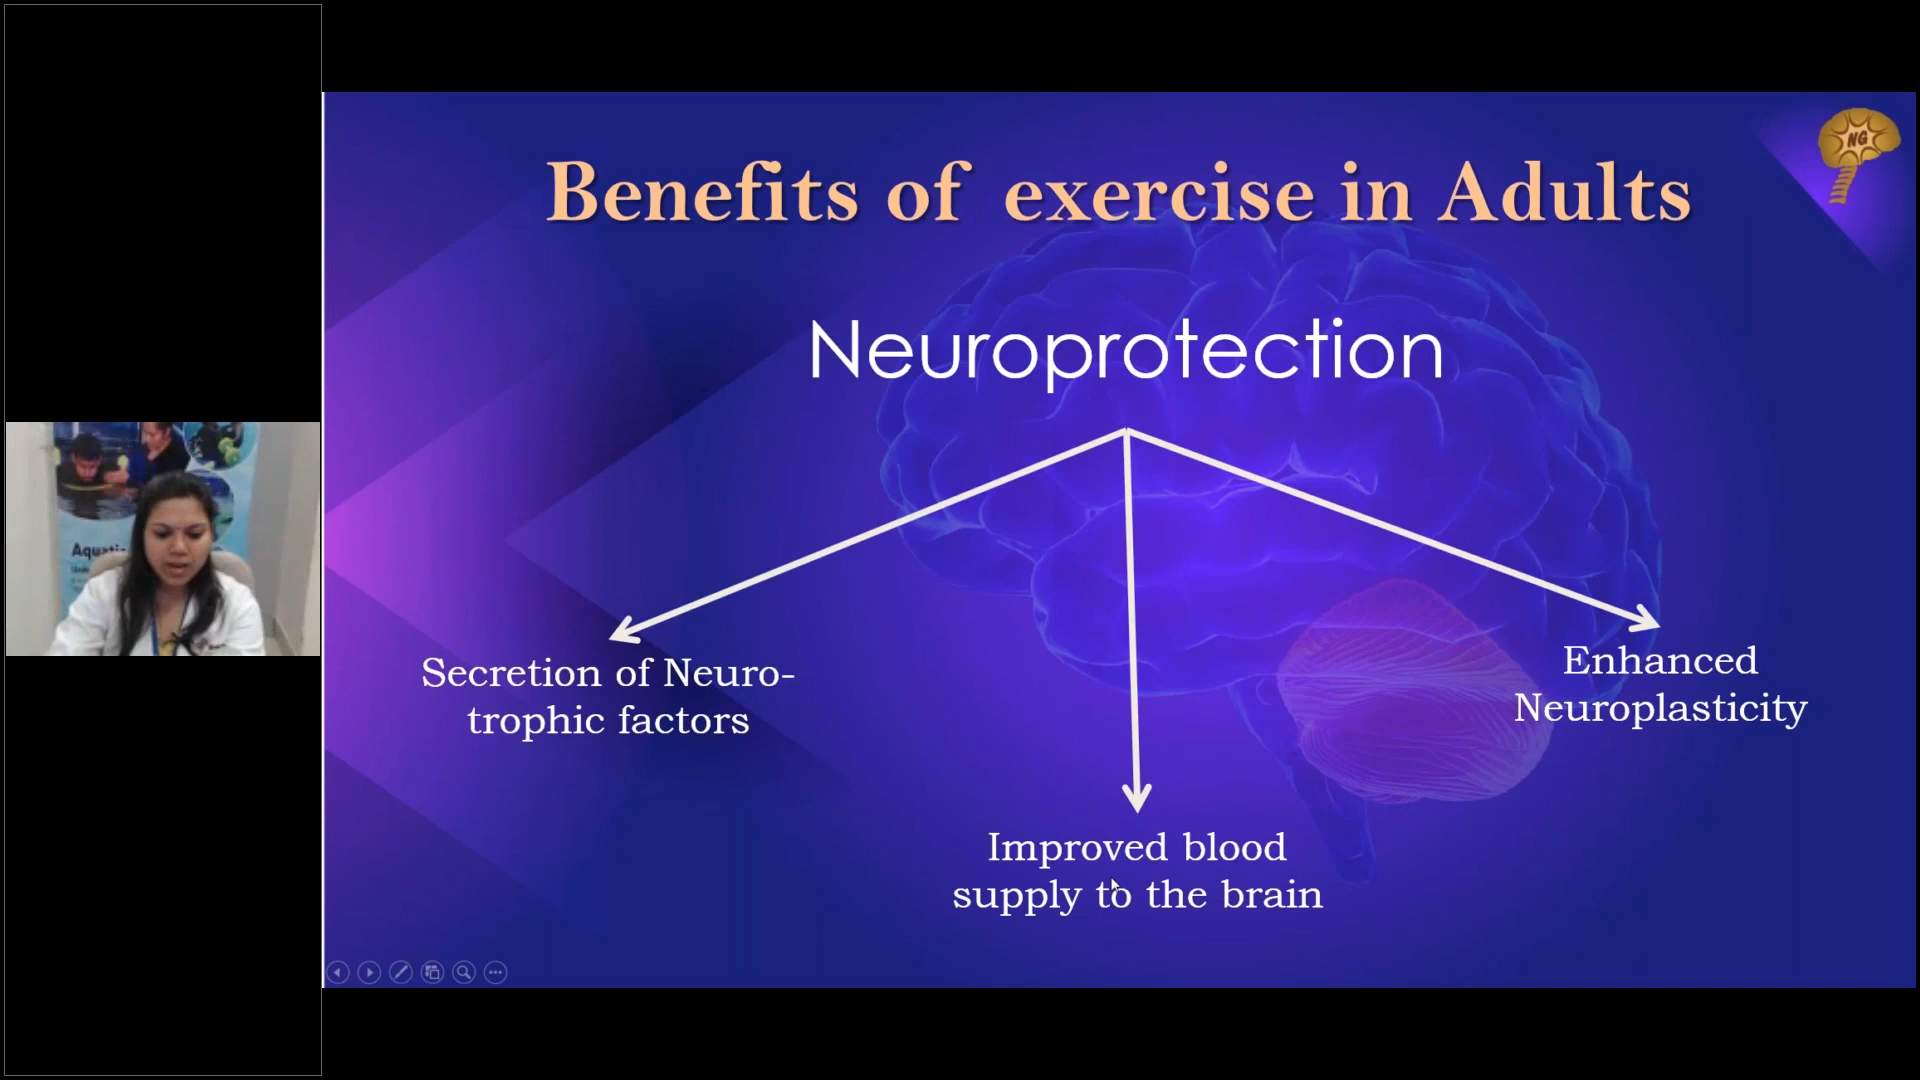 Benefits of exercise in Adults
NG
Neuroprotection
Secretion of Neuro-
trophic factors
Enhanced
Neuroplasticity
Improved blood
supply to the brain